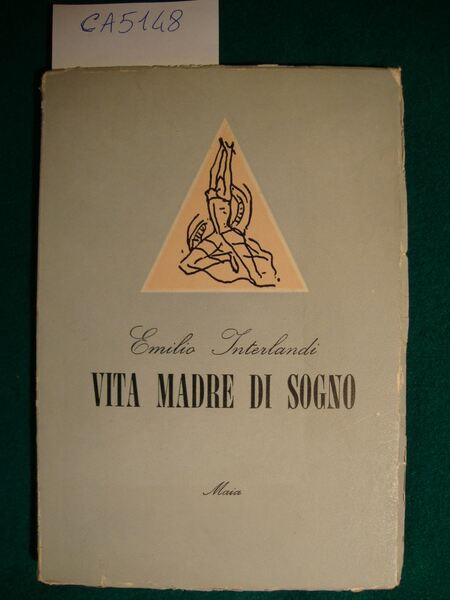 CA5148
Emilio Interlandi
VITA MADRE DI SOGNO
Maia